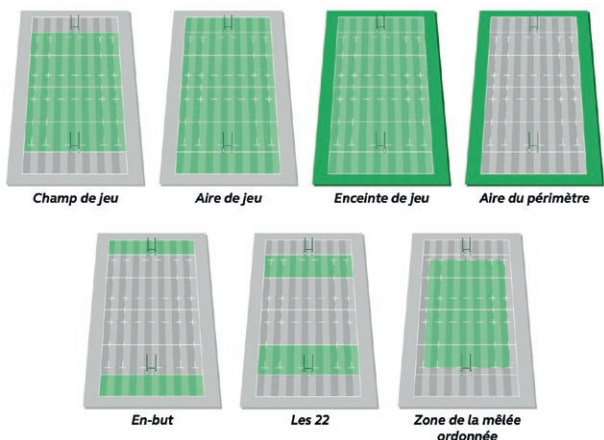 Champ de jeu
Aire de jeu
Enceinte de jeu
Aire du périmètre
En-but
Les 22
Zone de la mêlée
ordonnée